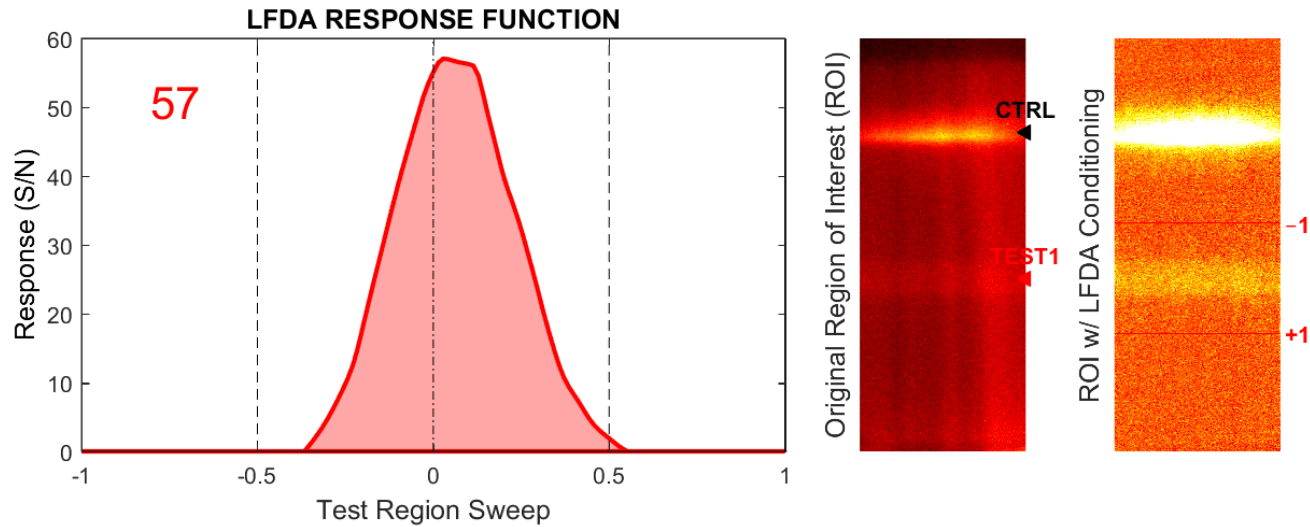 LFDA RESPONSE FUNCTION
60
50
40
30
20
10
0
57
Response (S/N)
-1
-0.5
0
0.5
1
Test Region Sweep
Original Region of Interest (ROI)
CTRL
TEST1
ROI w/ LFDA Conditioning
−1
+1